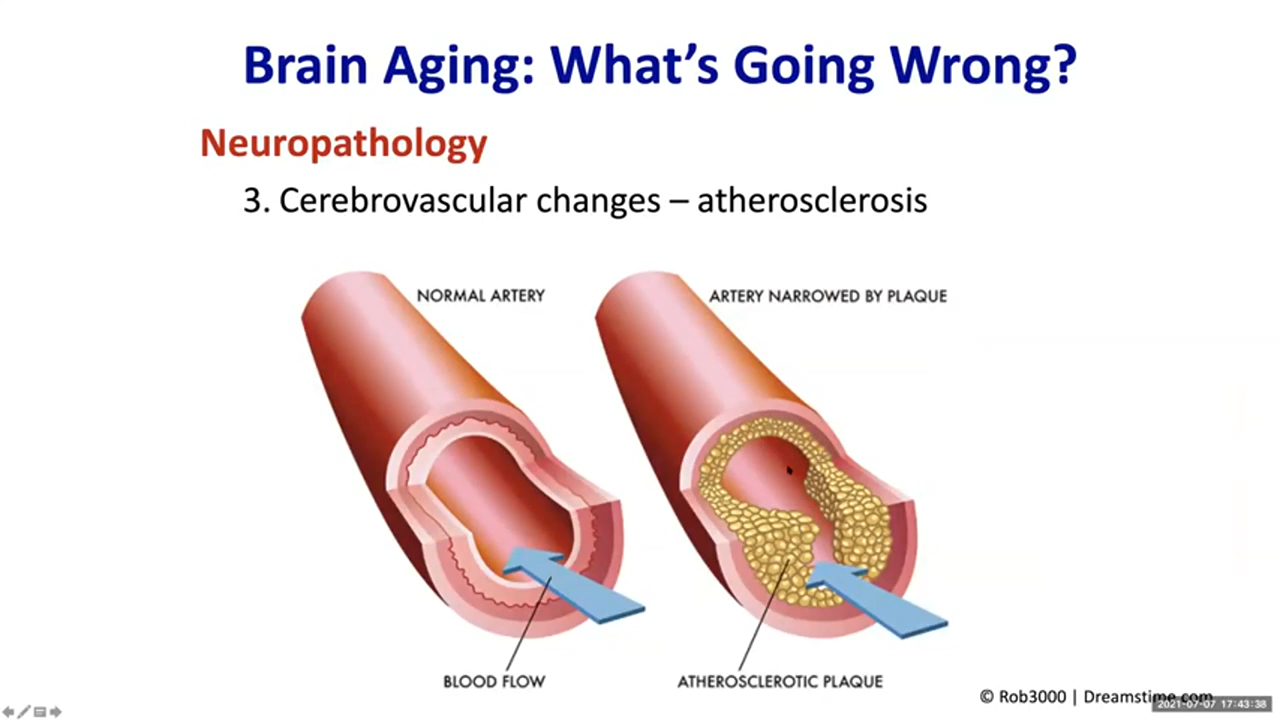 Brain Aging: What's Going Wrong?
Neuropathology
3. Cerebrovascular changes – atherosclerosis
NORMAL ARTERY
ARTERY NARROWED BY PLAQUE
BLOOD FLOW
ATHEROSCLEROTIC PLAQUE
© Rob3000 | Dreamstime.com
2021-07-07 17:43:38